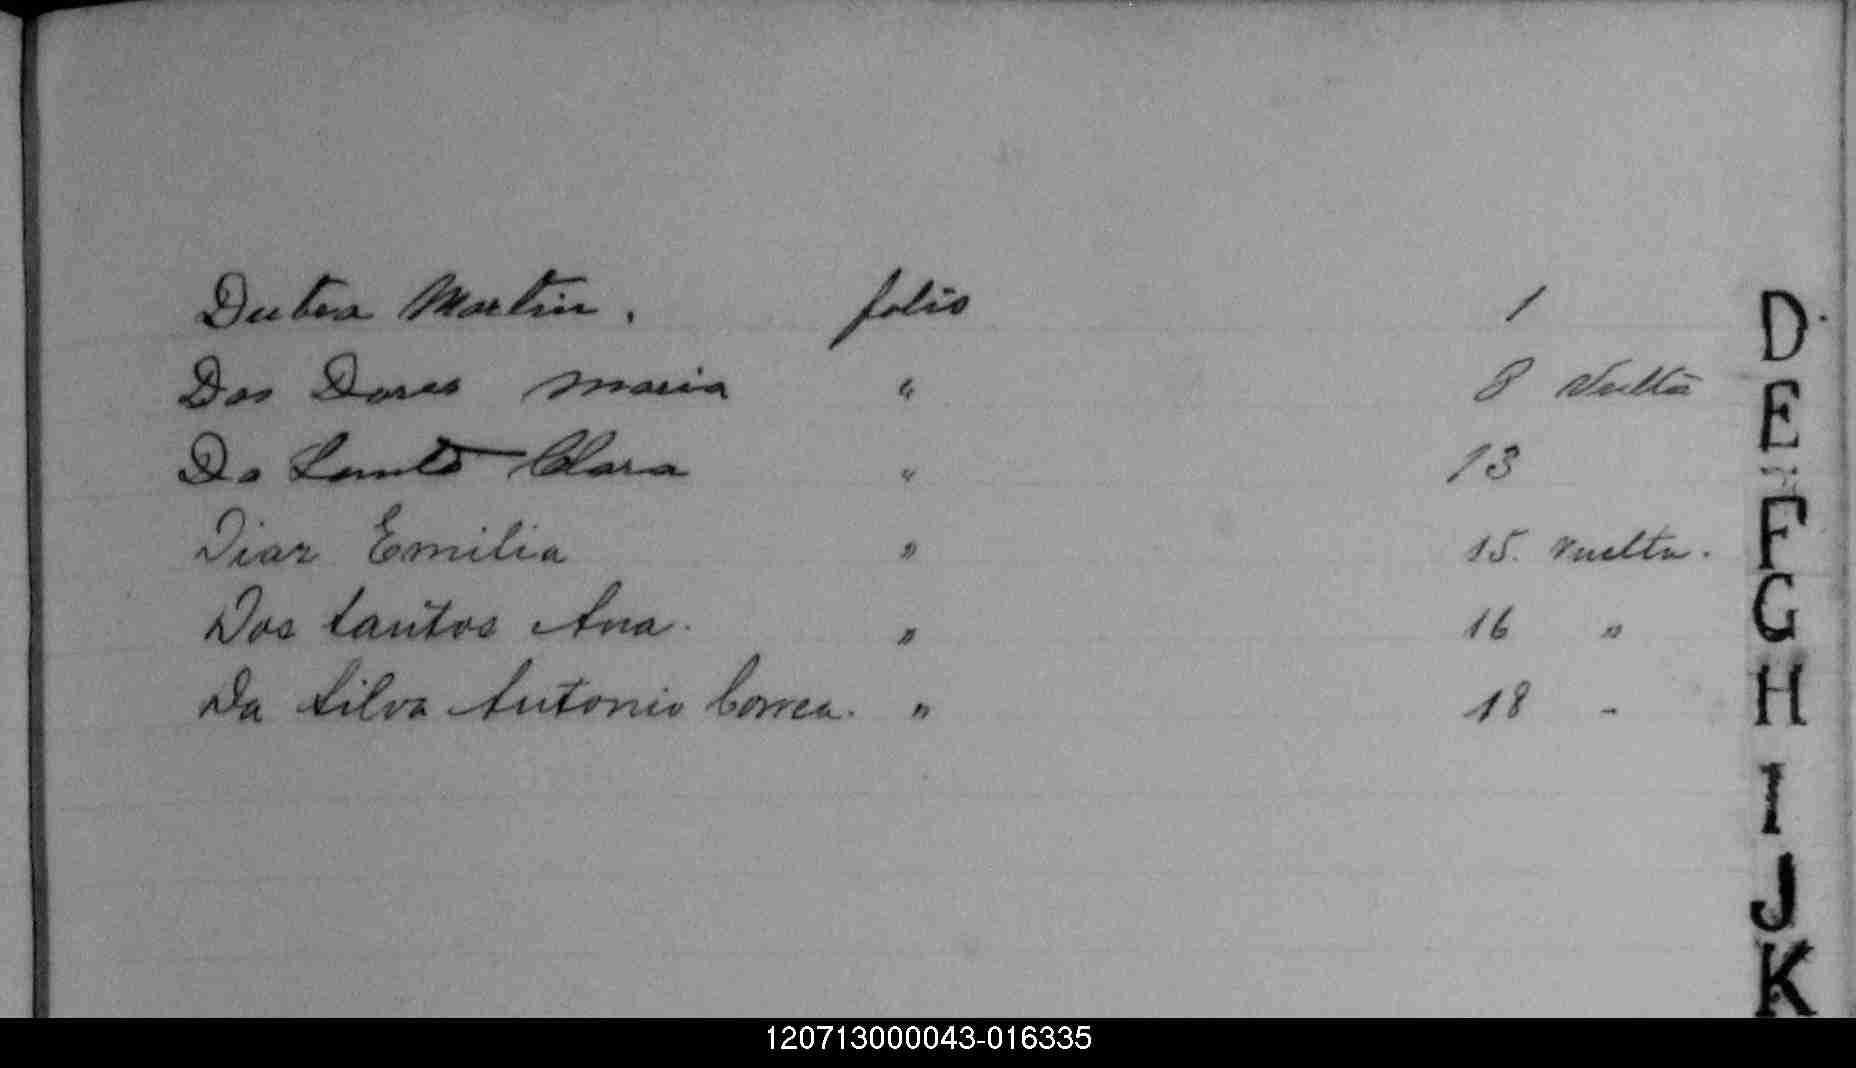 Dutra Martin. folio 1
Das Dores Maria " 8 Vuelta
Do Santo Clara " 13
Diaz Emilia " 15. Vuelta.
Dos Santos Ana. " 16 "
Da Silva Antonio Correa. " 18 "
D
E
F
G
H
I
J
K
120713000043-016335